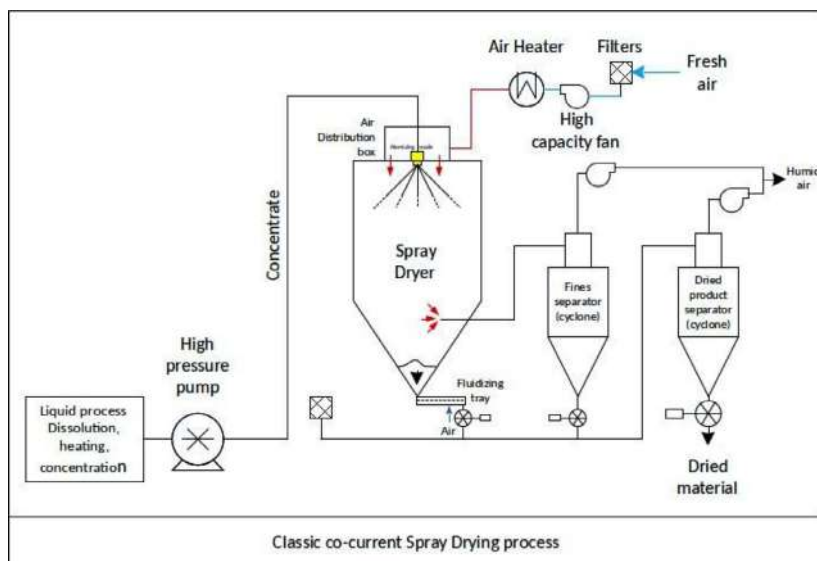 Air Heater
Filters
Fresh
air
High
capacity fan
Air
Distribution
box
Humid
air
Concentrate
Spray
Dryer
Fines
separator
(cyclone)
Dried
product
separator
(cyclone)
High
pressure
pump
Fluidizing
tray
Air
Liquid process
Dissolution,
heating,
concentration
Dried
material
Classic co-current Spray Drying process